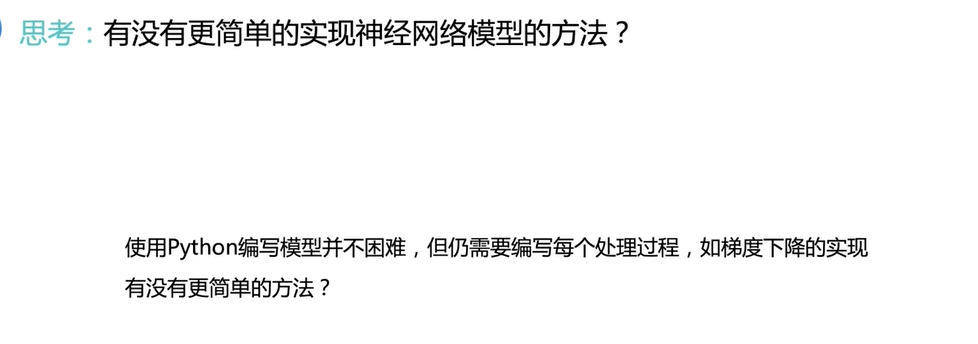 思考：有没有更简单的实现神经网络模型的方法？
使用Python编写模型并不困难，但仍需要编写每个处理过程，如梯度下降的实现
有没有更简单的方法？